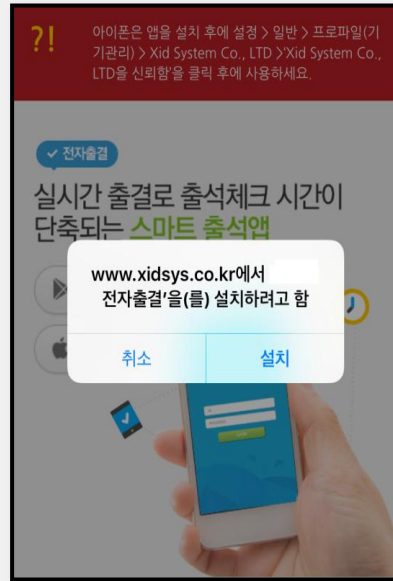 ?!
아이폰은 앱을 설치 후에 설정 > 일반 > 프로파일(기
기관리) > Xid System Co., LTD >'Xid System Co.,
LTD을 신뢰함'을 클릭 후에 사용하세요.
전자출결
실시간 출결로 출석체크 시간이
단축되는 스마트 출석앱
www.xidsys.co.kr에서
전자출결'을(를) 설치하려고 함
취소
설치